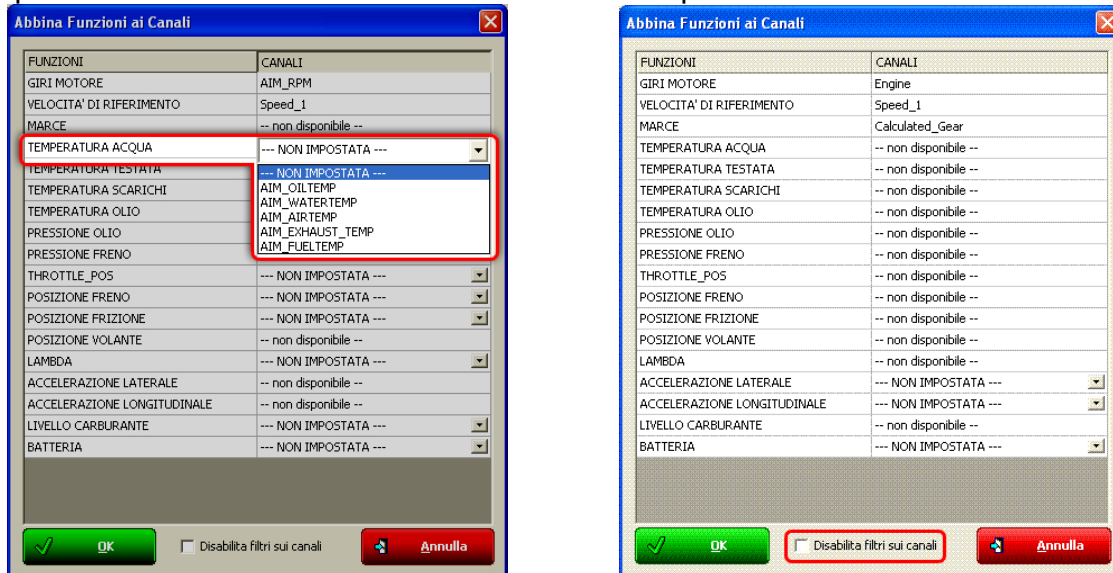 Abbina Funzioni ai Canali
FUNZIONI CANALI
GIRI MOTORE AIM_RPM
VELOCITA' DI RIFERIMENTO Speed_1
MARCE -- non disponibile --
TEMPERATURA ACQUA --- NON IMPOSTATA ---
TEMPERATURA TESTATA --- NON IMPOSTATA ---
TEMPERATURA SCARICHI AIM_OILTEMP
AIM_WATERTEMP
TEMPERATURA OLIO AIM_AIRTEMP
PRESSIONE OLIO AIM_EXHAUST_TEMP
PRESSIONE FRENO AIM_FUELTEMP
THROTTLE_POS --- NON IMPOSTATA ---
POSIZIONE FRENO --- NON IMPOSTATA ---
POSIZIONE FRIZIONE --- NON IMPOSTATA ---
POSIZIONE VOLANTE -- non disponibile --
LAMBDA --- NON IMPOSTATA ---
ACCELERAZIONE LATERALE -- non disponibile --
ACCELERAZIONE LONGITUDINALE -- non disponibile --
LIVELLO CARBURANTE --- NON IMPOSTATA ---
BATTERIA --- NON IMPOSTATA ---
OK Disabilita filtri sui canali Annulla
Abbina Funzioni ai Canali
FUNZIONI CANALI
GIRI MOTORE Engine
VELOCITA' DI RIFERIMENTO Speed_1
MARCE Calculated_Gear
TEMPERATURA ACQUA -- non disponibile --
TEMPERATURA TESTATA -- non disponibile --
TEMPERATURA SCARICHI -- non disponibile --
TEMPERATURA OLIO -- non disponibile --
PRESSIONE OLIO -- non disponibile --
PRESSIONE FRENO -- non disponibile --
THROTTLE_POS -- non disponibile --
POSIZIONE FRENO -- non disponibile --
POSIZIONE FRIZIONE -- non disponibile --
POSIZIONE VOLANTE -- non disponibile --
LAMBDA -- non disponibile --
ACCELERAZIONE LATERALE --- NON IMPOSTATA ---
ACCELERAZIONE LONGITUDINALE --- NON IMPOSTATA ---
LIVELLO CARBURANTE -- non disponibile --
BATTERIA --- NON IMPOSTATA ---
OK Disabilita filtri sui canali Annulla